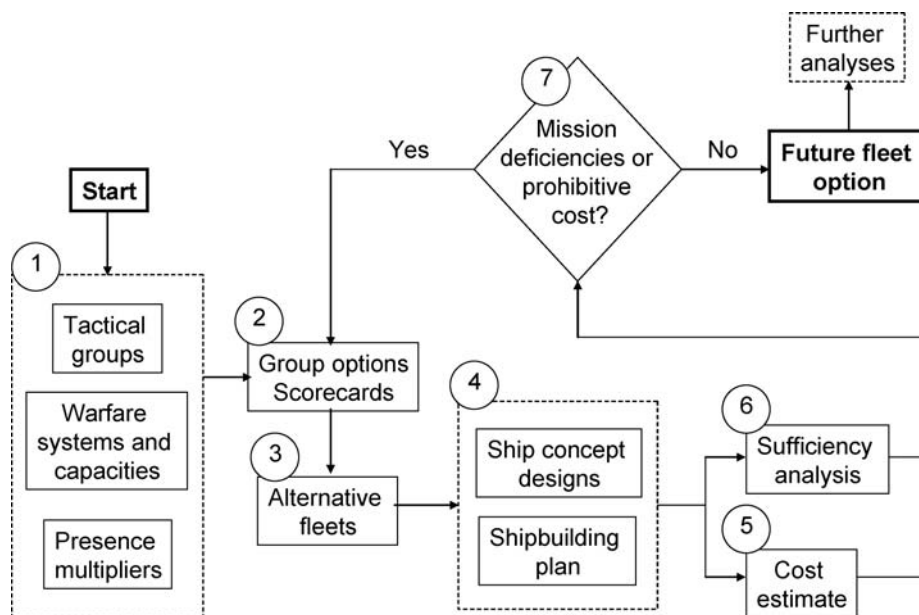 Further
analyses
7
Mission
deficiencies or
prohibitive
cost?
Yes
No
Future fleet
option
Start
1
Tactical
groups
Warfare
systems and
capacities
Presence
multipliers
2
Group options
Scorecards
3
Alternative
fleets
4
Ship concept
designs
Shipbuilding
plan
6
Sufficiency
analysis
5
Cost
estimate